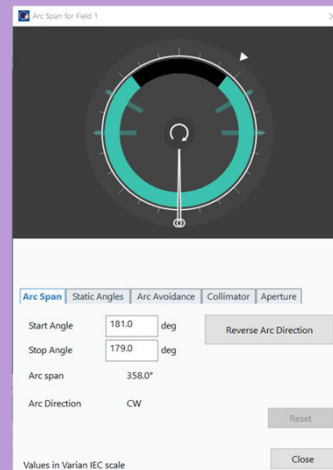 Arc Span for Field 1
Arc Span Static Angles Arc Avoidance Collimator Aperture
Start Angle 181.0 deg Reverse Arc Direction
Stop Angle 179.0 deg
Arc span 358.0°
Arc Direction CW
Reset
Values in Varian IEC scale Close